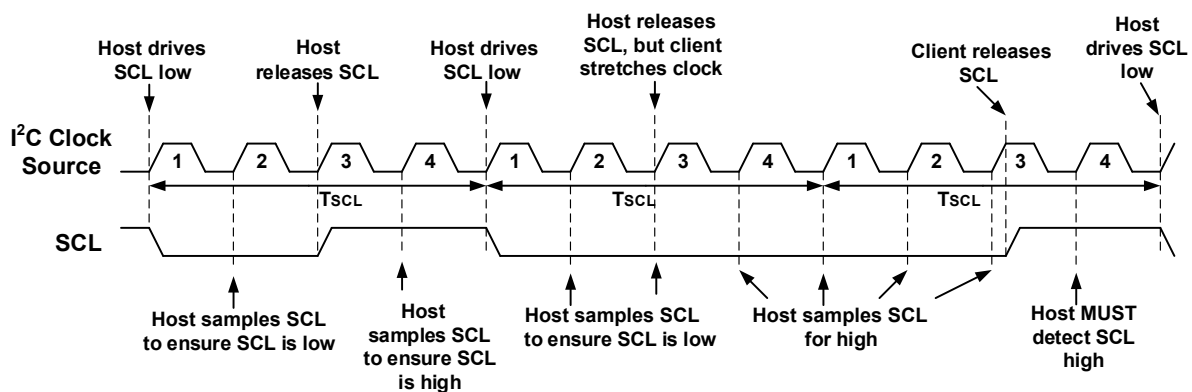 Host drives
SCL low
Host
releases SCL
Host drives
SCL low
Host releases
SCL, but client
stretches clock
Client releases
SCL
Host
drives SCL
low
I²C Clock
Source
1 2 3 4 1 2 3 4 1 2 3 4
TSCL TSCL TSCL
SCL
Host samples SCL
to ensure SCL is low
Host
samples SCL
to ensure SCL
is high
Host samples SCL
to ensure SCL is low
Host samples SCL
for high
Host MUST
detect SCL
high